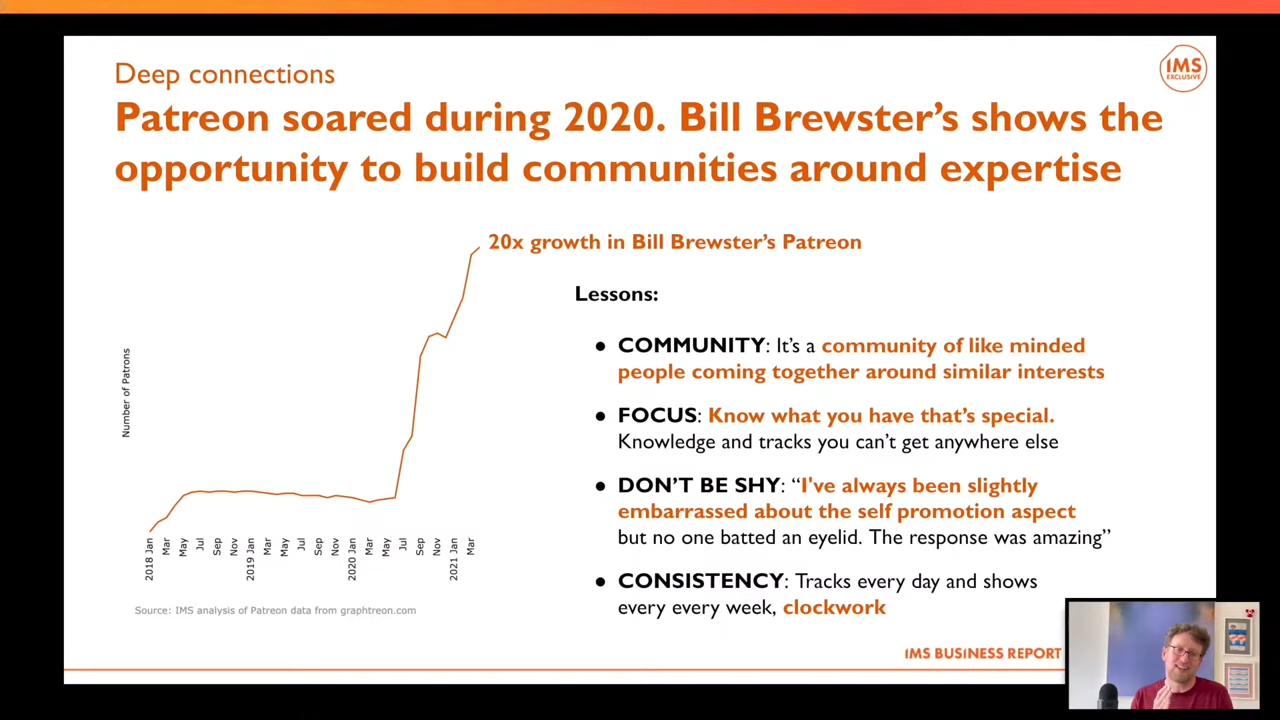 Deep connections
IMS
EXCLUSIVE
Patreon soared during 2020. Bill Brewster's shows the
opportunity to build communities around expertise
20x growth in Bill Brewster's Patreon
Number of Patrons
2018 Jan
Mar
May
Jul
Sep
Nov
2019 Jan
Mar
May
Jul
Sep
Nov
2020 Jan
Mar
May
Jul
Sep
Nov
2021 Jan
Mar
Source: IMS analysis of Patreon data from graphtreon.com
Lessons:
● COMMUNITY: It's a community of like minded
people coming together around similar interests
● FOCUS: Know what you have that's special.
Knowledge and tracks you can't get anywhere else
● DON'T BE SHY: “I've always been slightly
embarrassed about the self promotion aspect
but no one batted an eyelid. The response was amazing”
● CONSISTENCY: Tracks every day and shows
every every week, clockwork
IMS BUSINESS REPORT